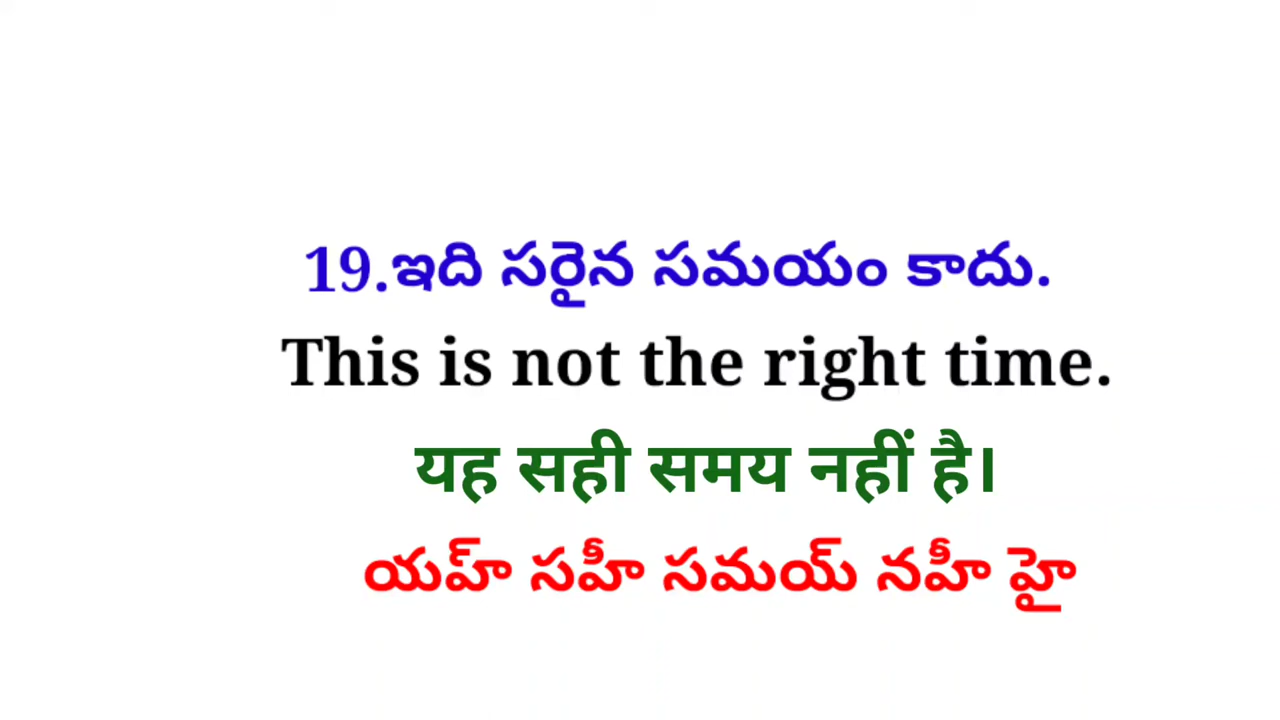 19.ఇది సరైన సమయం కాదు.
This is not the right time.
यह सही समय नहीं है।
యహ్ సహీ సమయ్ నహీ హై